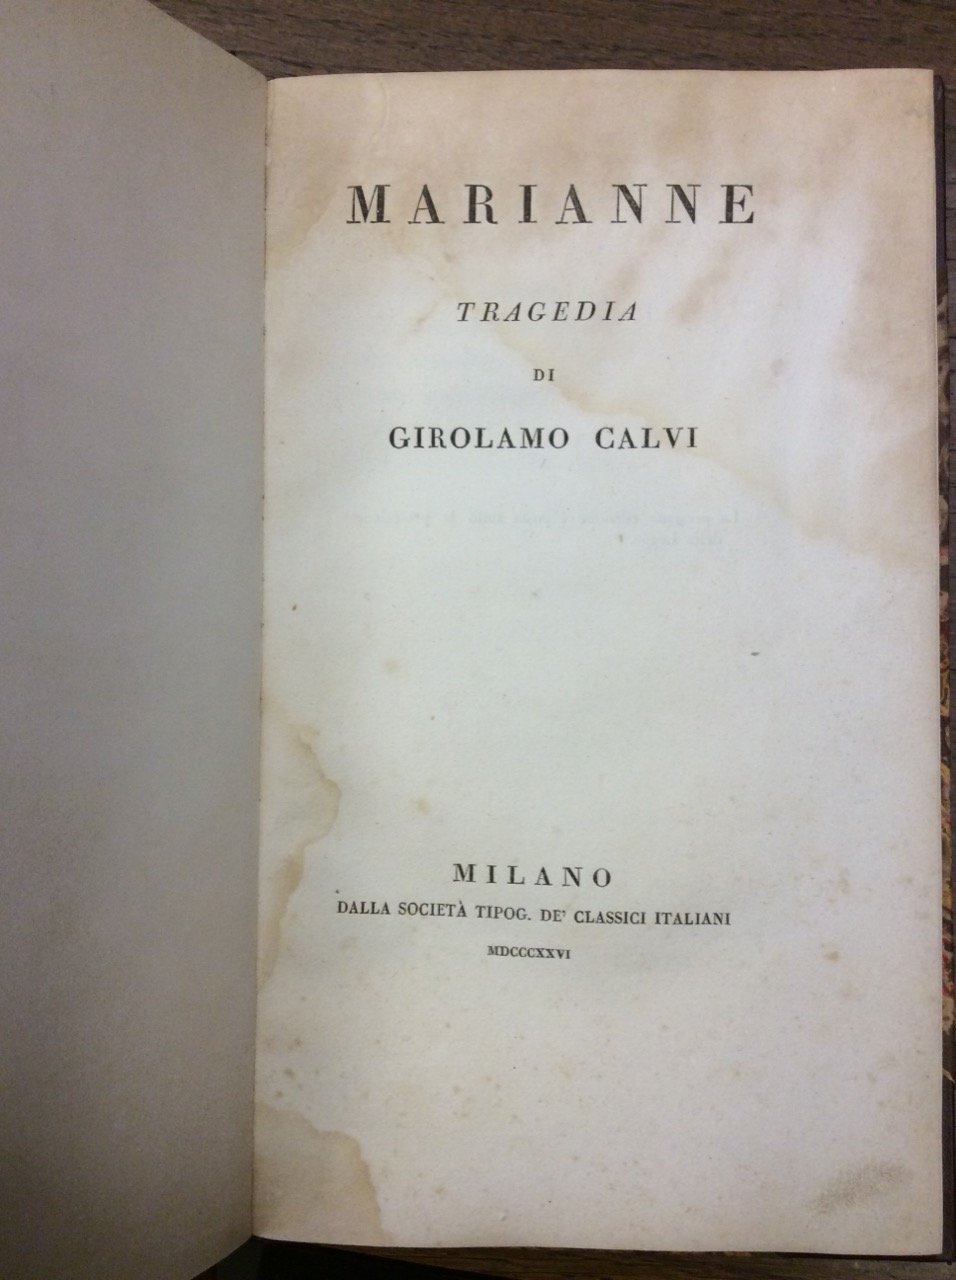 MARIANNE
TRAGEDIA
DI
GIROLAMO CALVI
MILANO
DALLA SOCIETÀ TIPOG. DE' CLASSICI ITALIANI
MDCCCXXVI